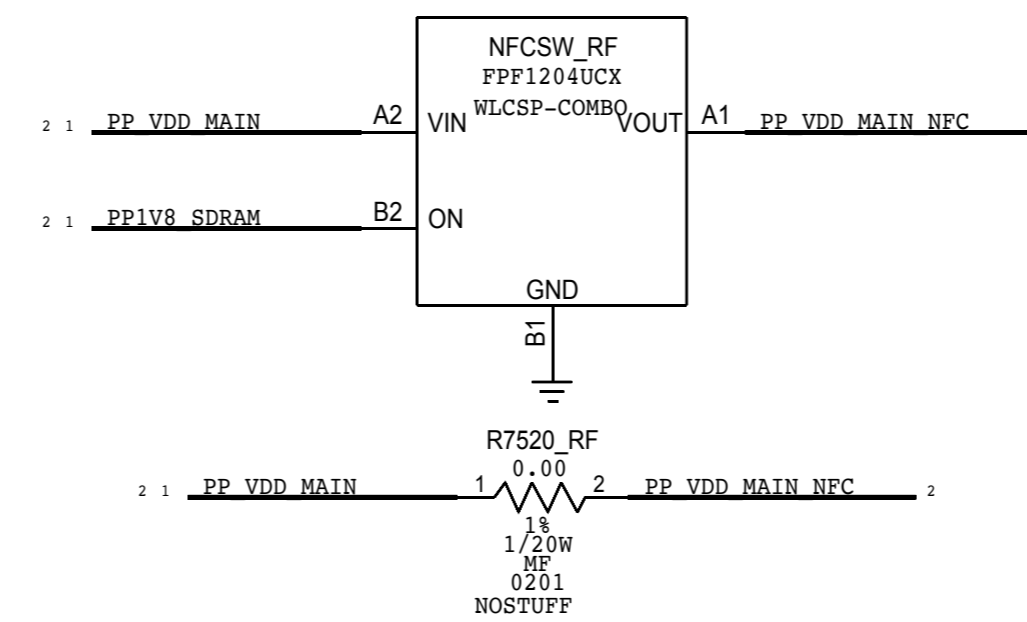 NFCSW_RF
FPF1204UCX
WLCSP-COMBO
2 1 PP_VDD_MAIN A2 VIN VOUT A1 PP_VDD_MAIN_NFC
2 1 PP1V8_SDRAM B2 ON
GND
B1
R7520_RF
0.00
2 1 PP_VDD_MAIN 1 2 PP_VDD_MAIN_NFC 2
1%
1/20W
MF
0201
NOSTUFF